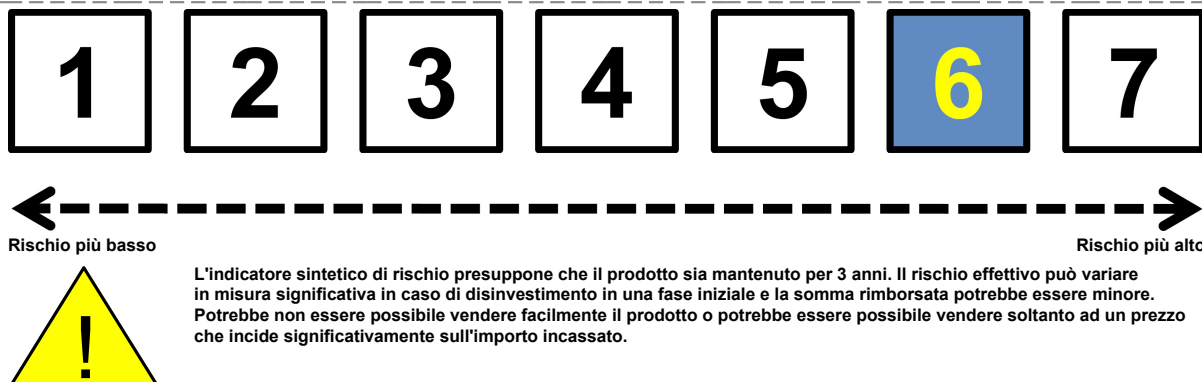 1 2 3 4 5 6 7
Rischio più basso Rischio più alto
L'indicatore sintetico di rischio presuppone che il prodotto sia mantenuto per 3 anni. Il rischio effettivo può variare
in misura significativa in caso di disinvestimento in una fase iniziale e la somma rimborsata potrebbe essere minore.
Potrebbe non essere possibile vendere facilmente il prodotto o potrebbe essere possibile vendere soltanto ad un prezzo
che incide significativamente sull'importo incassato.
!